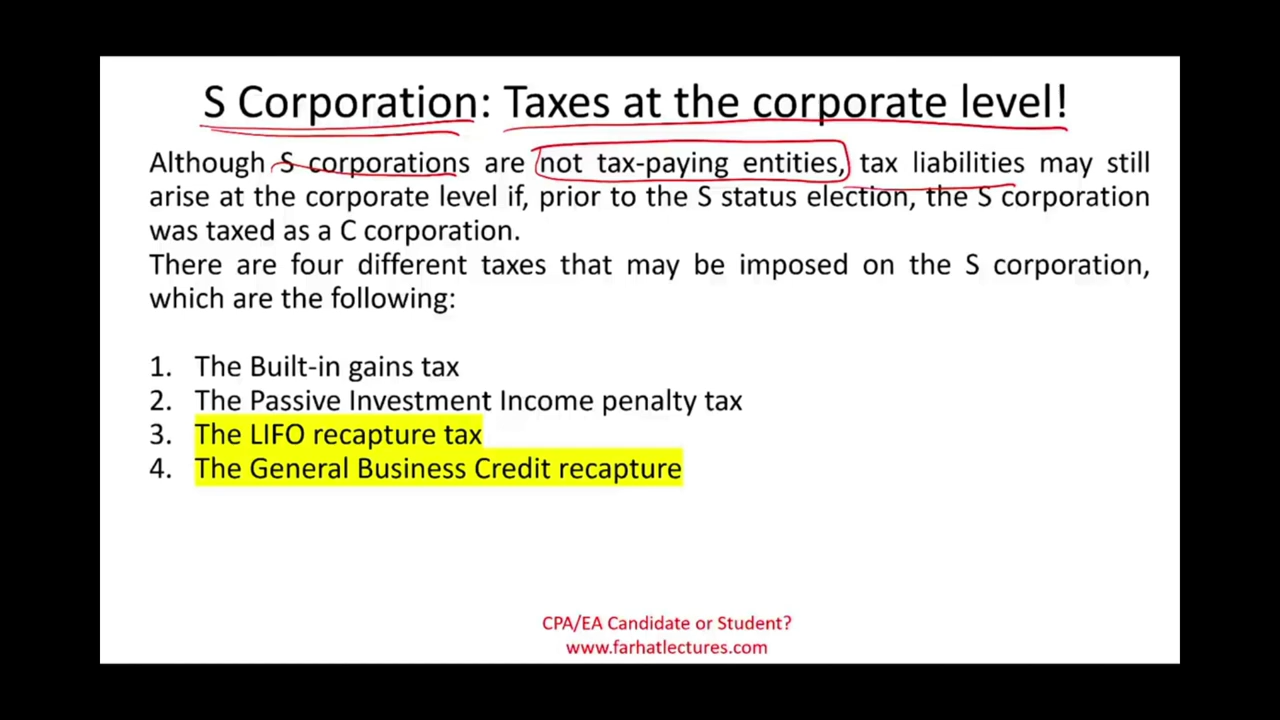 S Corporation: Taxes at the corporate level!
Although S corporations are not tax-paying entities, tax liabilities may still
arise at the corporate level if, prior to the S status election, the S corporation
was taxed as a C corporation.
There are four different taxes that may be imposed on the S corporation,
which are the following:
1. The Built-in gains tax
2. The Passive Investment Income penalty tax
3. The LIFO recapture tax
4. The General Business Credit recapture
CPA/EA Candidate or Student?
www.farhatlectures.com